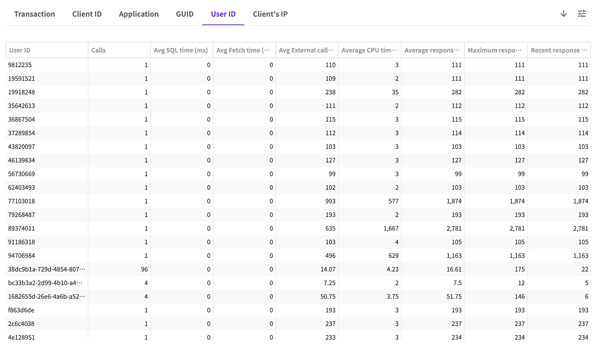 Transaction Client ID Application GUID User ID Client's IP
User ID Calls Avg SQL time (ms) Avg Fetch time (··· Avg External call··· Average CPU tim··· Average respons··· Maximum respo··· Recent response ···
9812235 1 0 0 110 3 111 111 111
19591521 1 0 0 109 2 111 111 111
19918248 1 0 0 238 35 282 282 282
35642613 1 0 0 111 2 112 112 112
36867504 1 0 0 115 3 115 115 115
37289854 1 0 0 112 3 114 114 114
43820097 1 0 0 103 3 103 103 103
46139834 1 0 0 127 3 127 127 127
56730669 1 0 0 99 3 99 99 99
62403493 1 0 0 102 2 103 103 103
77103018 1 0 0 993 577 1,874 1,874 1,874
79268487 1 0 0 193 2 193 193 193
89374011 1 0 0 635 1,667 2,781 2,781 2,781
91186318 1 0 0 103 4 105 105 105
94706984 1 0 0 496 629 1,163 1,163 1,163
38dc9b1a-729d-4854-807··· 96 0 0 14.07 4.23 16.61 175 22
bc33b3a2-2d99-4b10-a4··· 4 0 0 7.25 2 7.5 12 5
1682655d-26e6-4a6b-a52··· 4 0 0 50.75 3.75 51.75 146 6
f863d6de 1 0 0 193 3 193 193 193
2c6c4038 1 0 0 237 3 237 237 237
4e128951 1 0 0 233 3 234 234 234